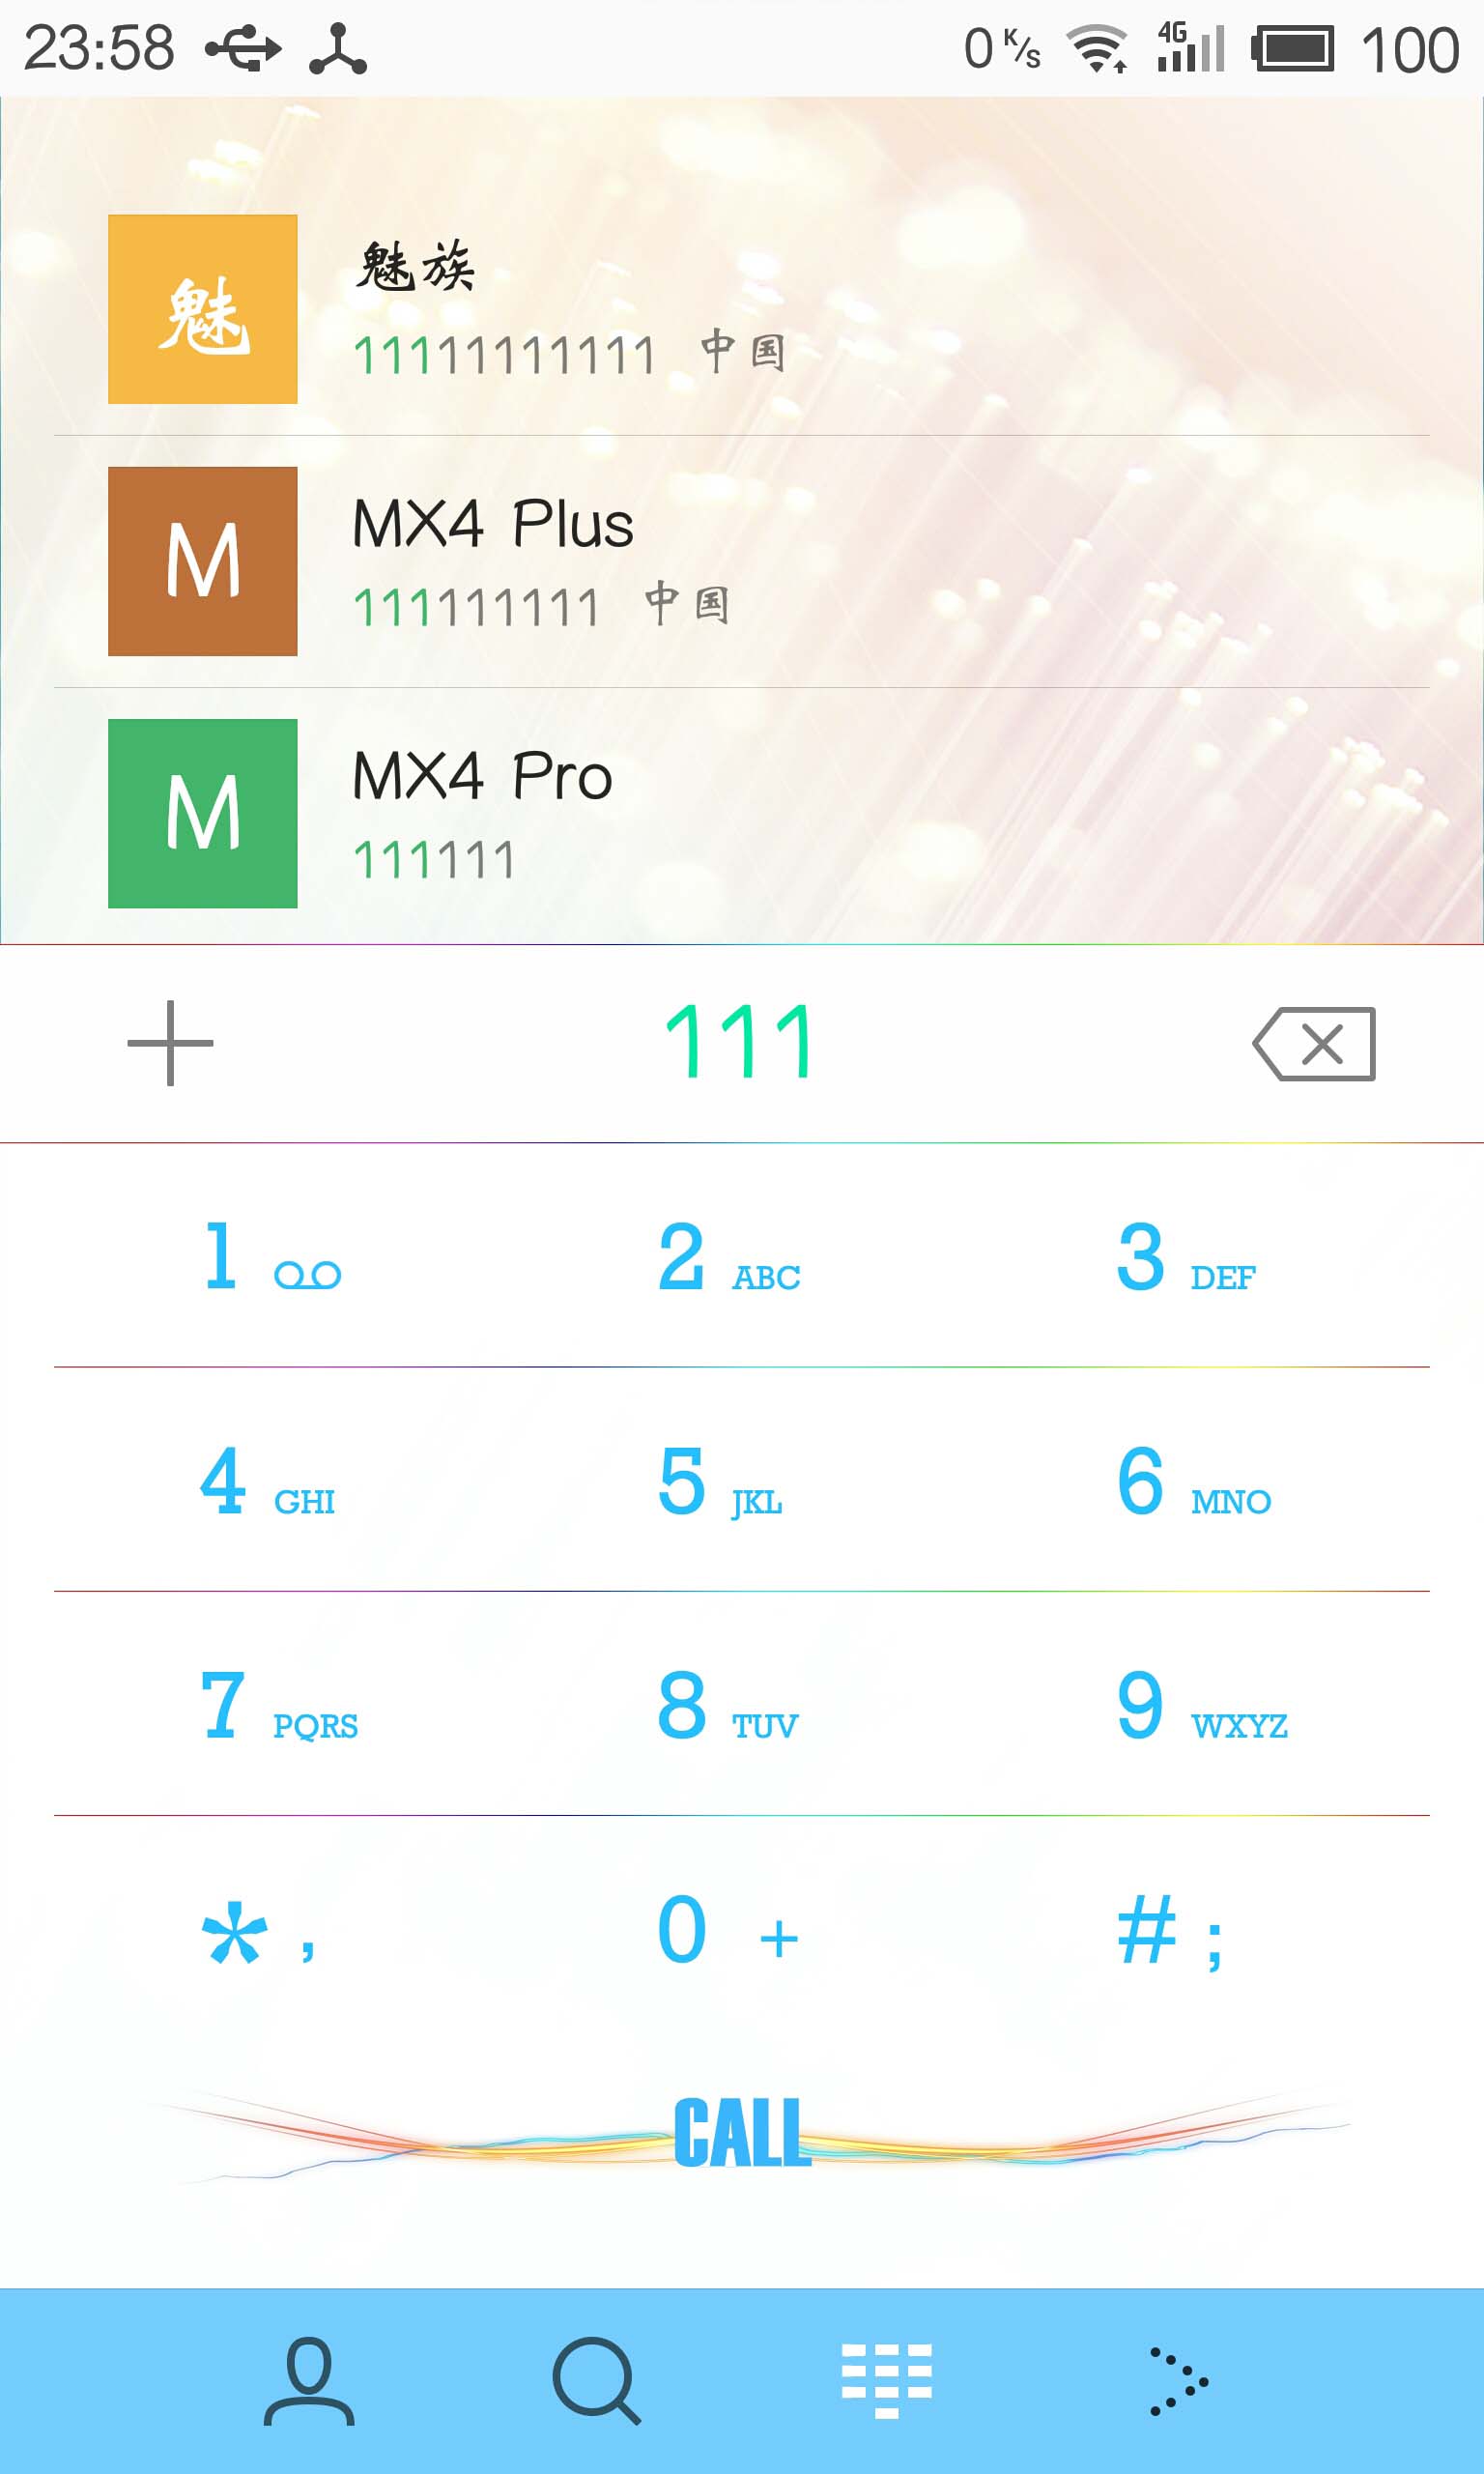 23:58 0 K/s 4G 100
魅 魅族
11111111111 中国
M MX4 Plus
111111111 中国
M MX4 Pro
111111
111
1 2 ABC 3 DEF
4 GHI 5 JKL 6 MNO
7 PQRS 8 TUV 9 WXYZ
* , 0 + # ;
CALL